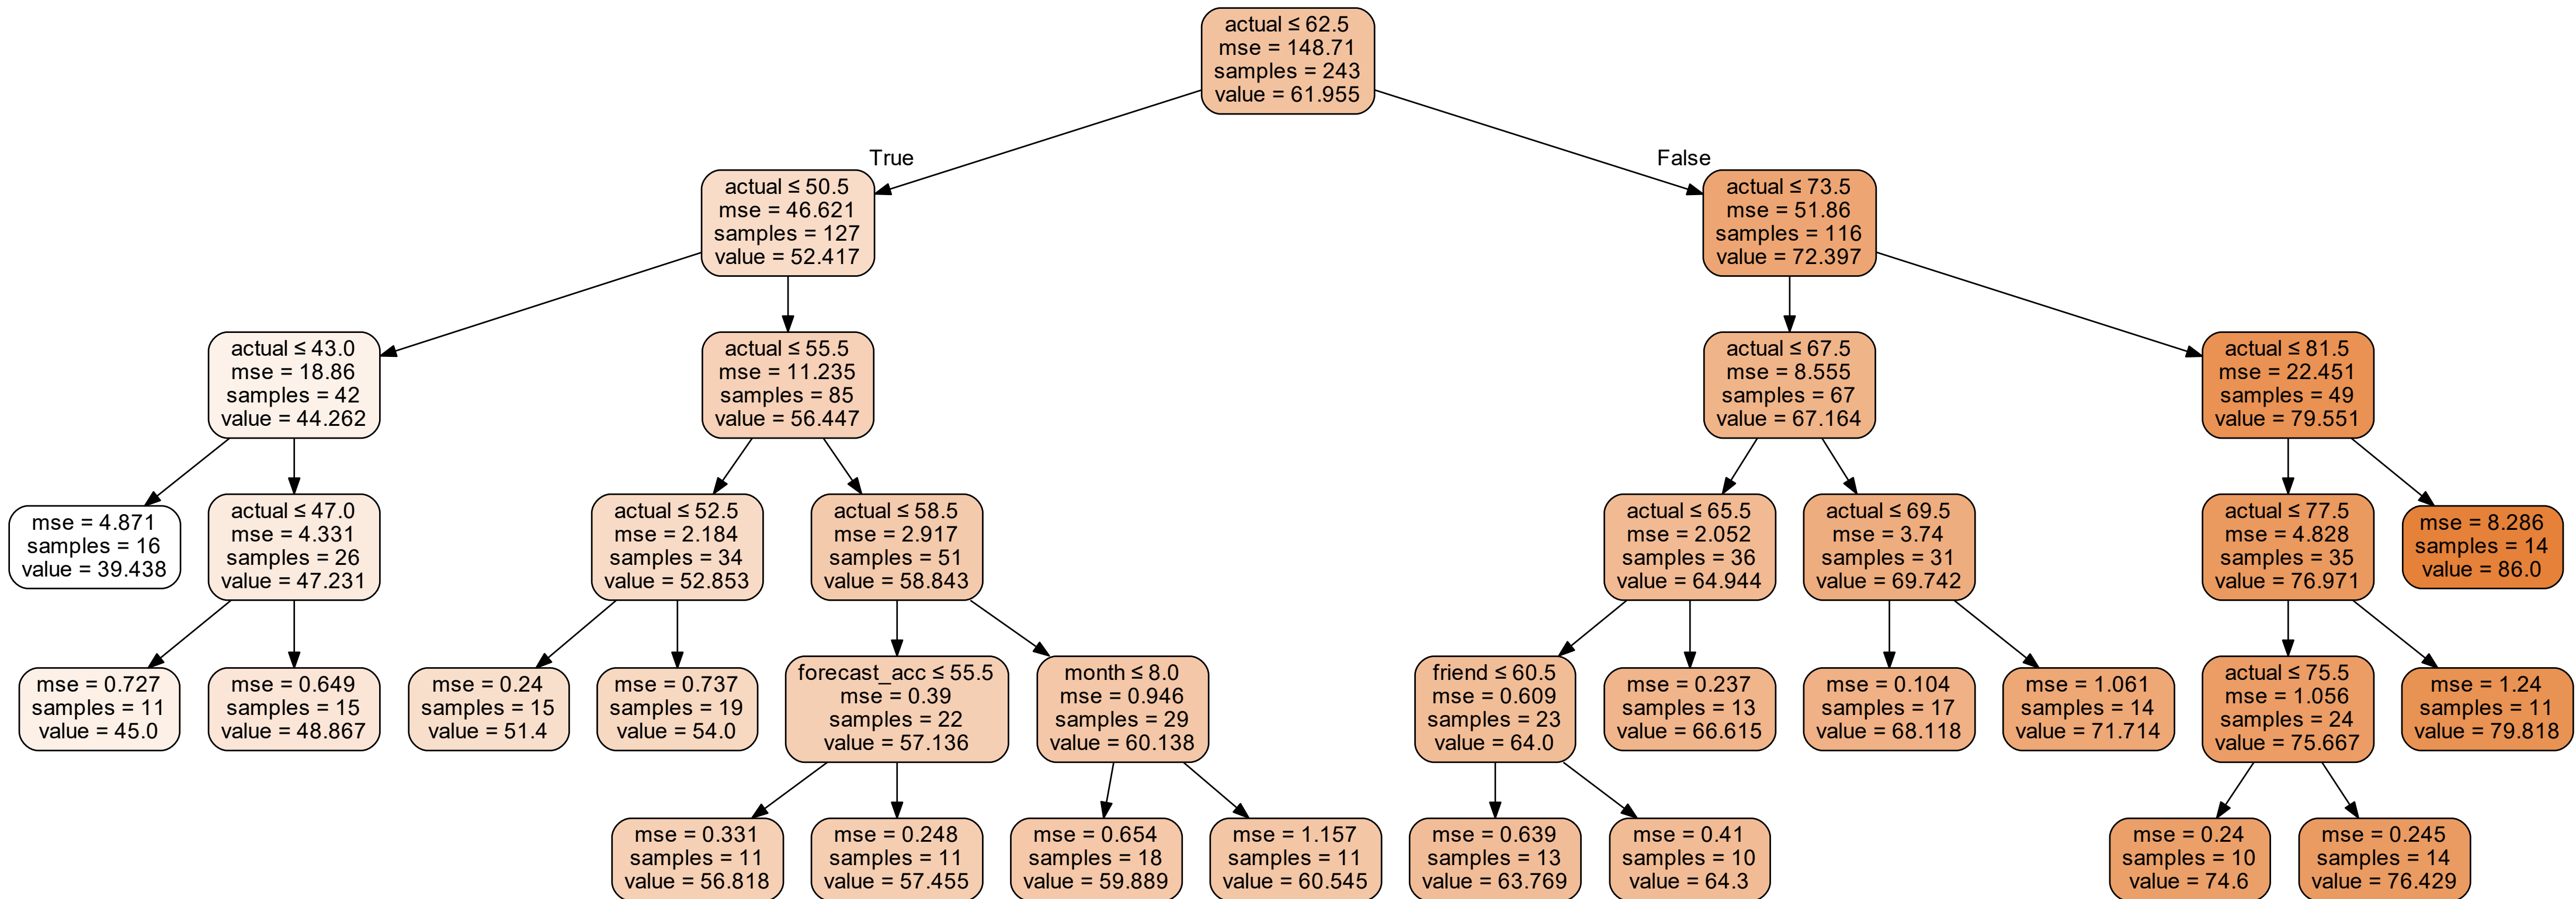 actual ≤ 62.5
mse = 148.71
samples = 243
value = 61.955
True
False
actual ≤ 50.5
mse = 46.621
samples = 127
value = 52.417
actual ≤ 73.5
mse = 51.86
samples = 116
value = 72.397
actual ≤ 43.0
mse = 18.86
samples = 42
value = 44.262
actual ≤ 55.5
mse = 11.235
samples = 85
value = 56.447
actual ≤ 67.5
mse = 8.555
samples = 67
value = 67.164
actual ≤ 81.5
mse = 22.451
samples = 49
value = 79.551
mse = 4.871
samples = 16
value = 39.438
actual ≤ 47.0
mse = 4.331
samples = 26
value = 47.231
actual ≤ 52.5
mse = 2.184
samples = 34
value = 52.853
actual ≤ 58.5
mse = 2.917
samples = 51
value = 58.843
actual ≤ 65.5
mse = 2.052
samples = 36
value = 64.944
actual ≤ 69.5
mse = 3.74
samples = 31
value = 69.742
actual ≤ 77.5
mse = 4.828
samples = 35
value = 76.971
mse = 8.286
samples = 14
value = 86.0
mse = 0.727
samples = 11
value = 45.0
mse = 0.649
samples = 15
value = 48.867
mse = 0.24
samples = 15
value = 51.4
mse = 0.737
samples = 19
value = 54.0
forecast_acc ≤ 55.5
mse = 0.39
samples = 22
value = 57.136
month ≤ 8.0
mse = 0.946
samples = 29
value = 60.138
friend ≤ 60.5
mse = 0.609
samples = 23
value = 64.0
mse = 0.237
samples = 13
value = 66.615
mse = 0.104
samples = 17
value = 68.118
mse = 1.061
samples = 14
value = 71.714
actual ≤ 75.5
mse = 1.056
samples = 24
value = 75.667
mse = 1.24
samples = 11
value = 79.818
mse = 0.331
samples = 11
value = 56.818
mse = 0.248
samples = 11
value = 57.455
mse = 0.654
samples = 18
value = 59.889
mse = 1.157
samples = 11
value = 60.545
mse = 0.639
samples = 13
value = 63.769
mse = 0.41
samples = 10
value = 64.3
mse = 0.24
samples = 10
value = 74.6
mse = 0.245
samples = 14
value = 76.429